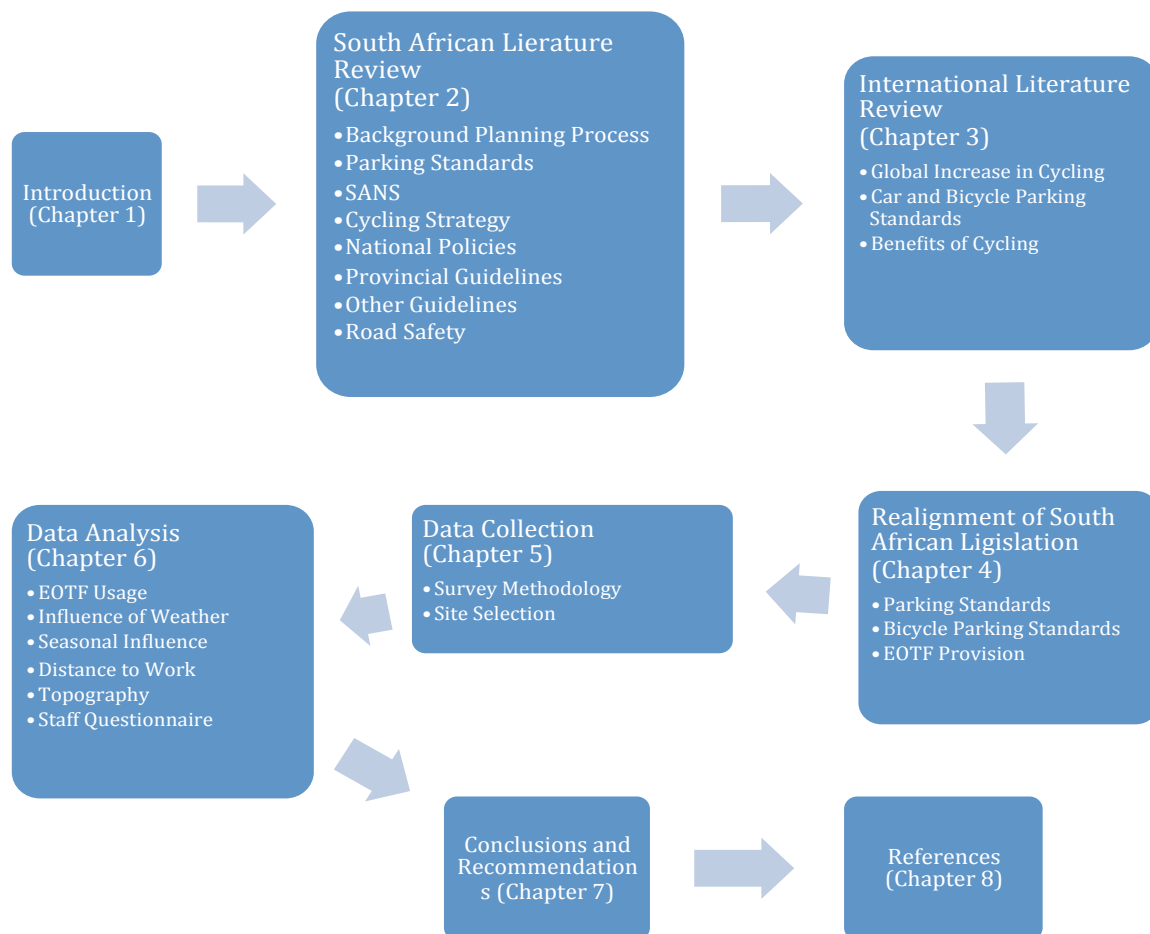 Introduction
(Chapter 1)
South African Lierature
Review
(Chapter 2)
•Background Planning Process
•Parking Standards
•SANS
•Cycling Strategy
•National Policies
•Provincial Guidelines
•Other Guidelines
•Road Safety
International Literature
Review
(Chapter 3)
• Global Increase in Cycling
• Car and Bicycle Parking
Standards
• Benefits of Cycling
Realignment of South
African Ligislation
(Chapter 4)
• Parking Standards
• Bicycle Parking Standards
• EOTF Provision
Data Collection
(Chapter 5)
• Survey Methodology
• Site Selection
Data Analysis
(Chapter 6)
• EOTF Usage
• Influence of Weather
• Seasonal Influence
• Distance to Work
• Topography
• Staff Questionnaire
Conclusions and
Recommendation
s (Chapter 7)
References
(Chapter 8)